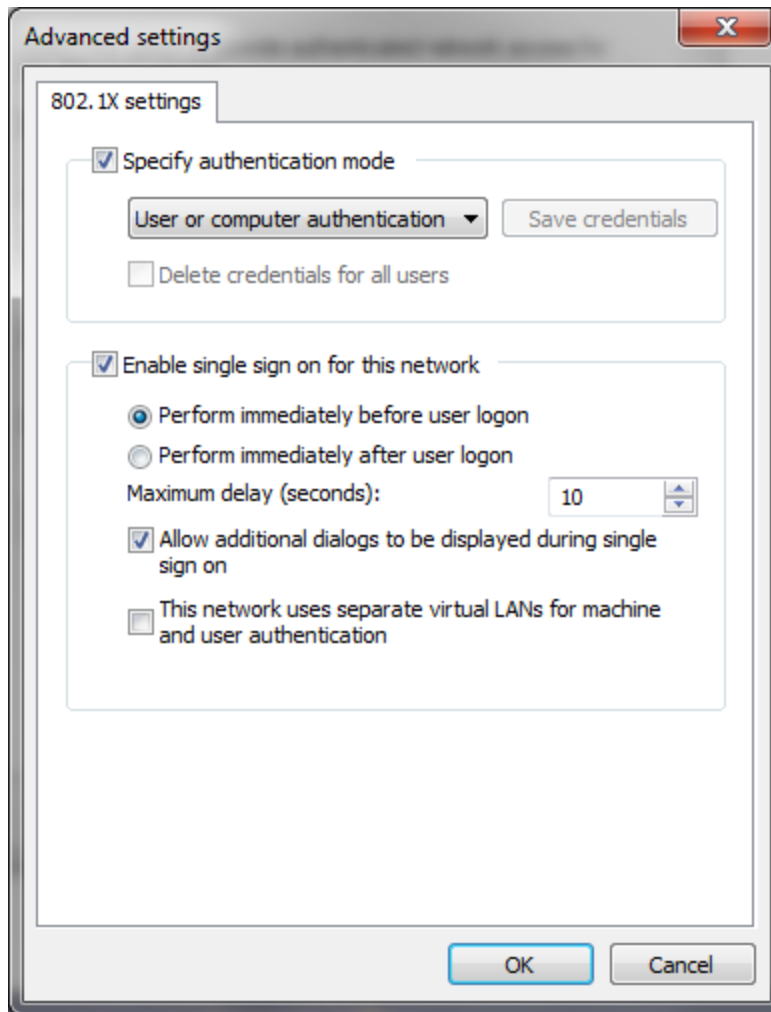 Advanced settings
802.1X settings
Specify authentication mode
User or computer authentication
Save credentials
Delete credentials for all users
Enable single sign on for this network
Perform immediately before user logon
Perform immediately after user logon
Maximum delay (seconds):
10
Allow additional dialogs to be displayed during single
sign on
This network uses separate virtual LANs for machine
and user authentication
OK
Cancel